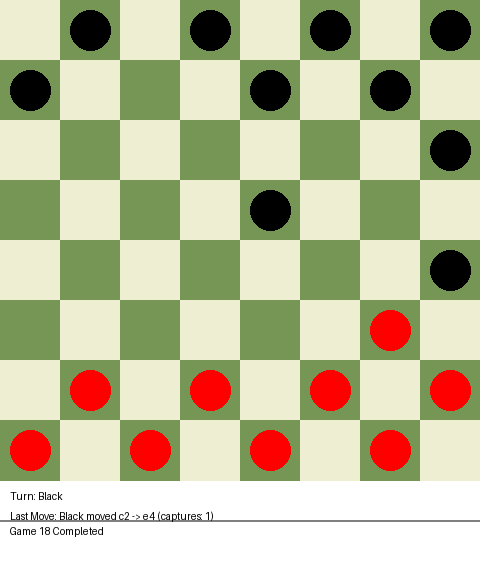 Turn: Black
Last Move: Black moved c2 -> e4 (captures: 1)
Game 18 Completed